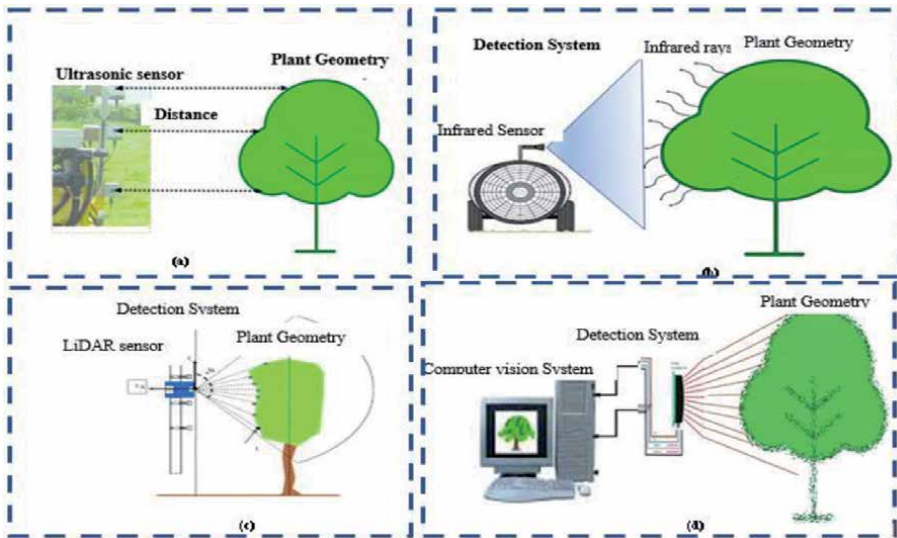 Plant Geometry
Ultrasonic sensor
Distance
(a)
Detection System
Infrared rays
Plant Geometry
Infrared Sensor
(b)
Detection System
Plant Geometry
LiDAR sensor
(c)
Plant Geometry
Detection System
Computer vision System
(d)